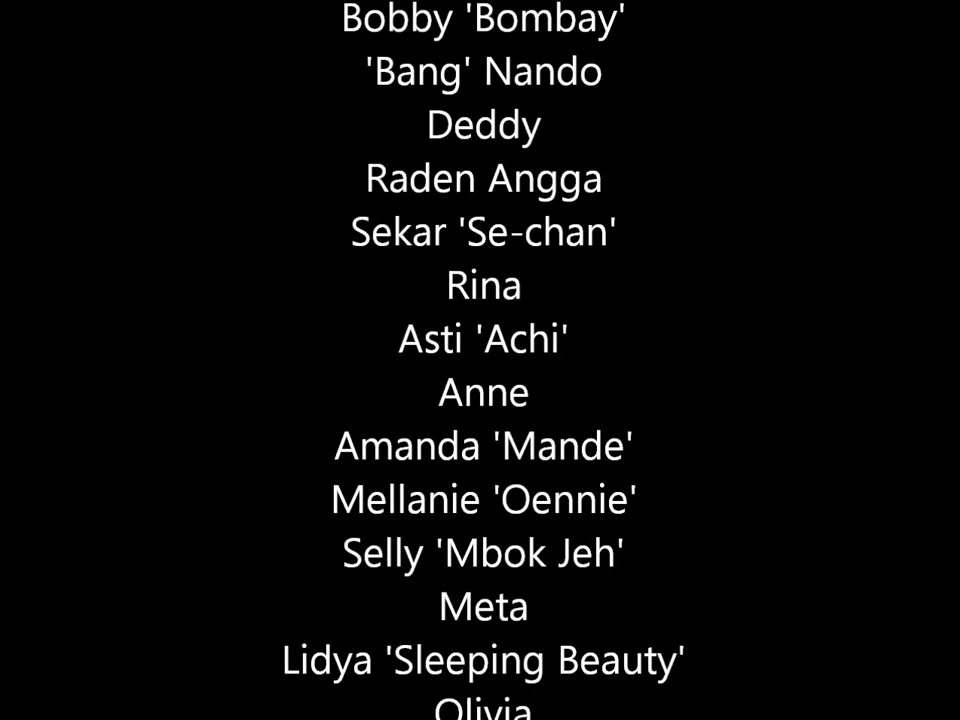 Bobby 'Bombay'
'Bang' Nando
Deddy
Raden Angga
Sekar 'Se-chan'
Rina
Asti 'Achi'
Anne
Amanda 'Mande'
Mellanie 'Oennie'
Selly 'Mbok Jeh'
Meta
Lidya 'Sleeping Beauty'
Olivia